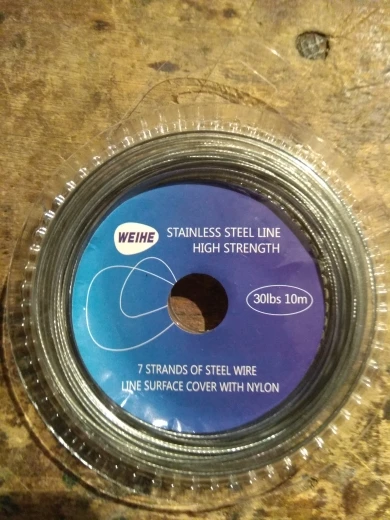 WEIHE
STAINLESS STEEL LINE
HIGH STRENGTH
30lbs 10m
7 STRANDS OF STEEL WIRE
LINE SURFACE COVER WITH NYLON